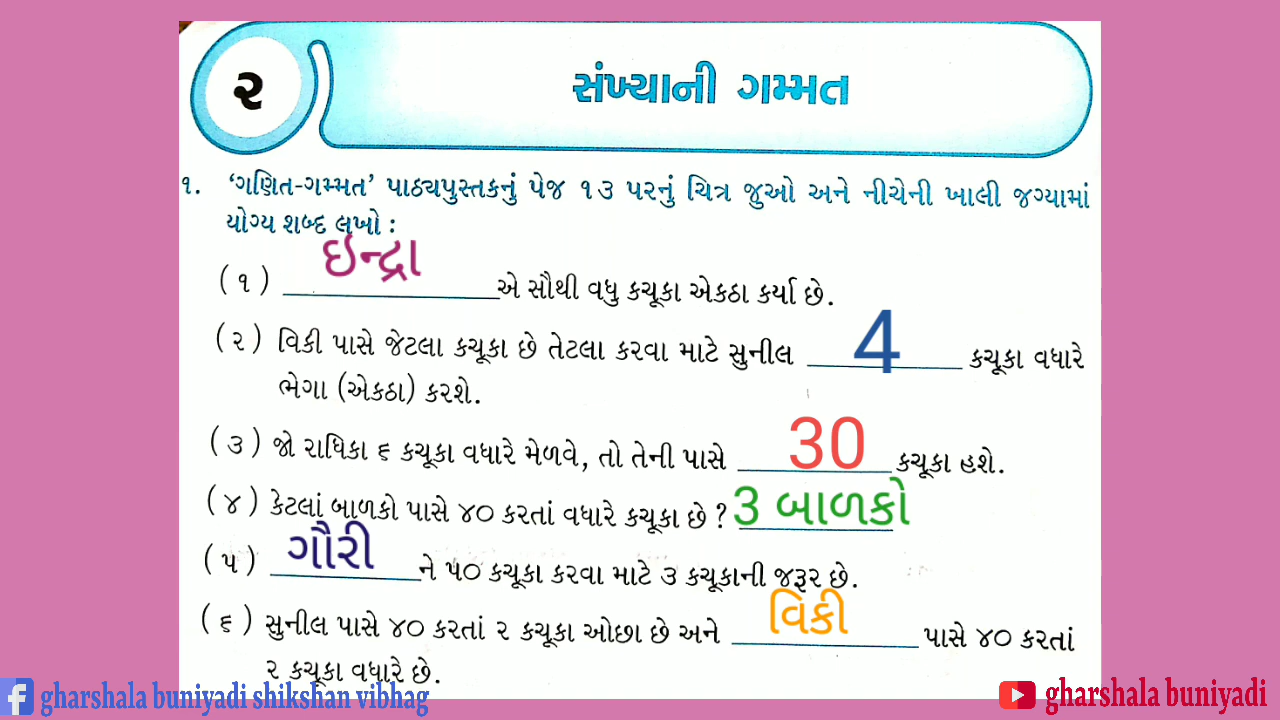 ૨
સંખ્યાની ગમ્મત
૧. ‘ગણિત-ગમ્મત’ પાઠ્યપુસ્તકનું પેજ ૧૩ પરનું ચિત્ર જુઓ અને નીચેની ખાલી જગ્યામાં
યોગ્ય શબ્દ લખો :
(૧) ઇન્દ્રા એ સૌથી વધુ કચૂકા એકઠા કર્યા છે.
(૨) વિકી પાસે જેટલા કચૂકા છે તેટલા કરવા માટે સુનીલ 4 કચૂકા વધારે
ભેગા (એકઠા) કરશે.
(૩) જો રાધિકા ૬ કચૂકા વધારે મેળવે, તો તેની પાસે 30 કચૂકા હશે.
(૪) કેટલાં બાળકો પાસે ૪૦ કરતાં વધારે કચૂકા છે ? 3 બાળકો
(૫) ગૌરી ને ૫૦ કચૂકા કરવા માટે ૩ કચૂકાની જરૂર છે.
(૬) સુનીલ પાસે ૪૦ કરતાં ૨ કચૂકા ઓછા છે અને વિકી પાસે ૪૦ કરતાં
૨ કચૂકા વધારે છે.
gharshala buniyadi shikshan vibhag
gharshala buniyadi